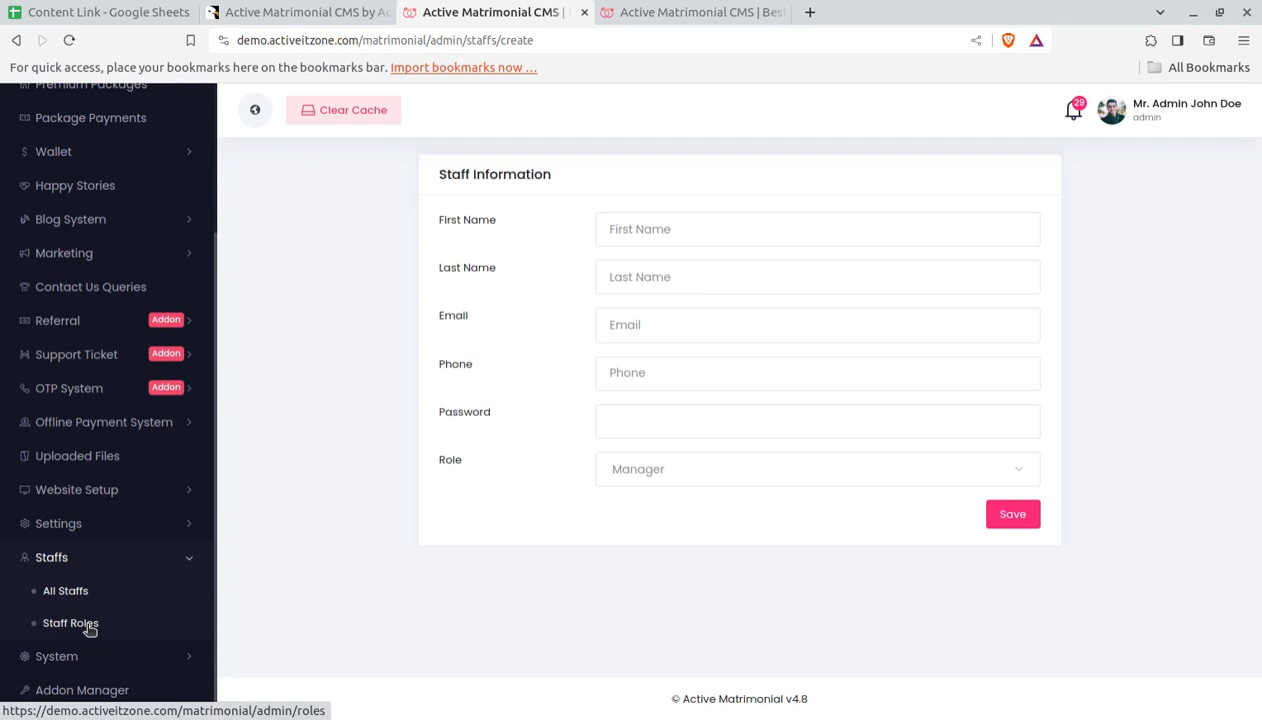 Content Link - Google Sheets
Active Matrimonial CMS by Ac
Active Matrimonial CMS |
Active Matrimonial CMS | Bes
demo.activeitzone.com/matrimonial/admin/staffs/create
For quick access, place your bookmarks here on the bookmarks bar. Import bookmarks now ...
All Bookmarks
Premium Packages
Package Payments
Wallet
Happy Stories
Blog System
Marketing
Contact Us Queries
Referral Addon
Support Ticket Addon
OTP System Addon
Offline Payment System
Uploaded Files
Website Setup
Settings
Staffs
All Staffs
Staff Roles
System
Addon Manager
https://demo.activeitzone.com/matrimonial/admin/roles
Clear Cache
29
Mr. Admin John Doe
admin
Staff Information
First Name
First Name
Last Name
Last Name
Email
Email
Phone
Phone
Password
Role
Manager
Save
© Active Matrimonial v4.8